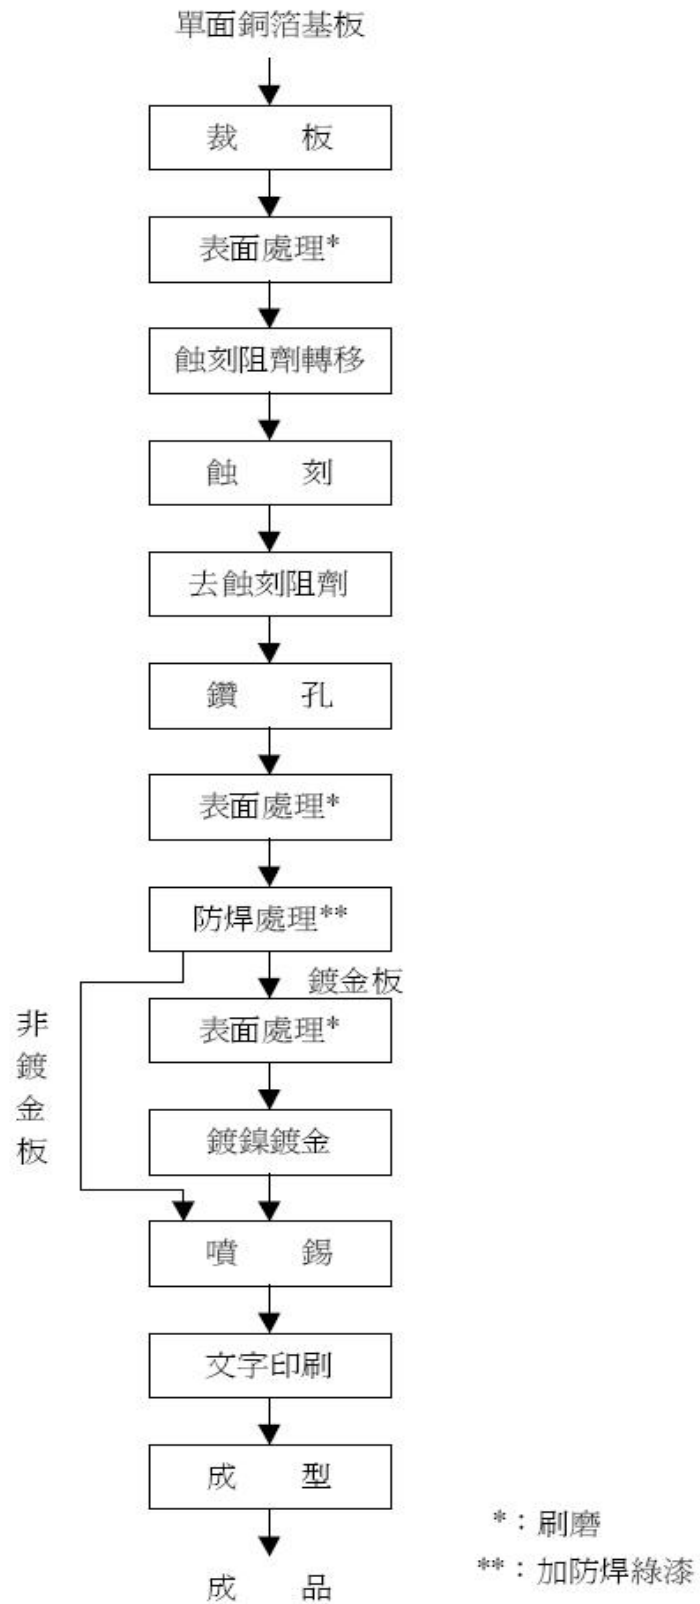 單面銅箔基板
裁 板
表面處理*
蝕刻阻劑轉移
蝕 刻
去蝕刻阻劑
鑽 孔
表面處理*
防焊處理**
鍍金板
非鍍金板
表面處理*
鍍鎳鍍金
噴 錫
文字印刷
成 型
成 品
*：刷磨
**：加防焊綠漆